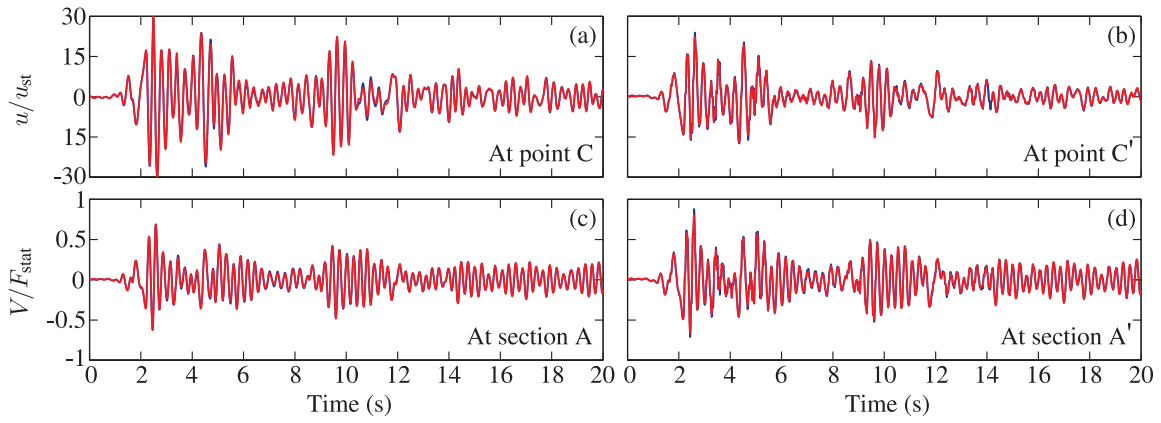 30
15
0
-15
-30
u/u_st
(a)
At point C
(b)
At point C'
1
0.5
0
-0.5
-1
V/F_stat
(c)
At section A
(d)
At section A'
0 2 4 6 8 10 12 14 16 18 20
Time (s)
0 2 4 6 8 10 12 14 16 18 20
Time (s)